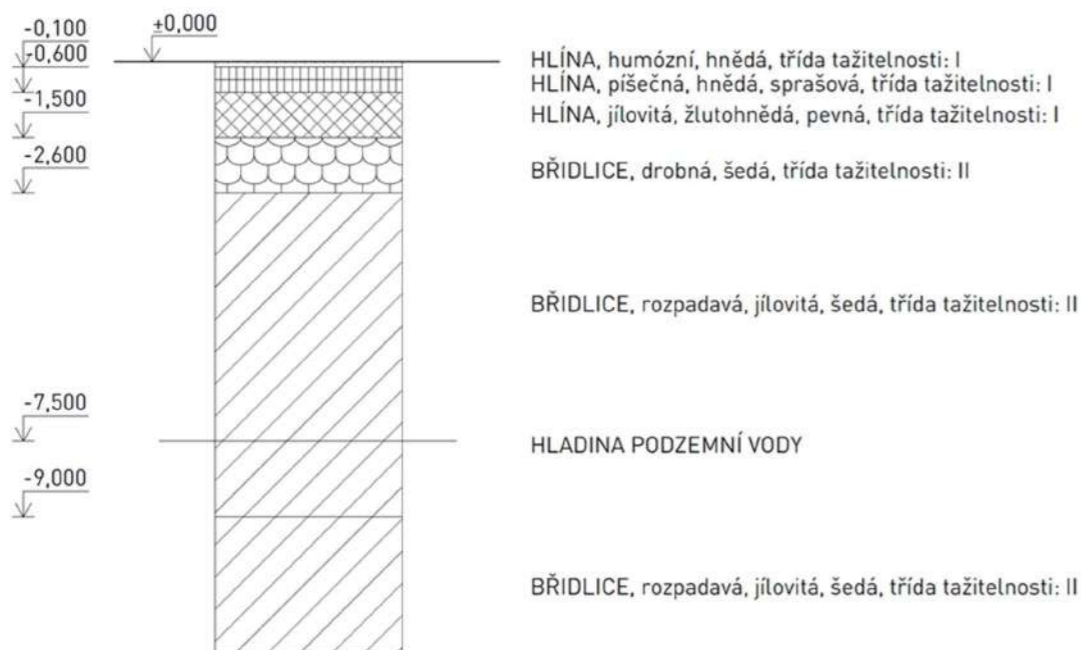 -0,100
±0,000
-0,600
HLÍNA, humózní, hnědá, třída tažitelnosti: I
HLÍNA, píšečná, hnědá, sprašová, třída tažitelnosti: I
-1,500
HLÍNA, jílovitá, žlutohnědá, pevná, třída tažitelnosti: I
-2,600
BŘIDLICE, drobná, šedá, třída tažitelnosti: II
BŘIDLICE, rozpadavá, jílovitá, šedá, třída tažitelnosti: II
-7,500
HLADINA PODZEMNÍ VODY
-9,000
BŘIDLICE, rozpadavá, jílovitá, šedá, třída tažitelnosti: II